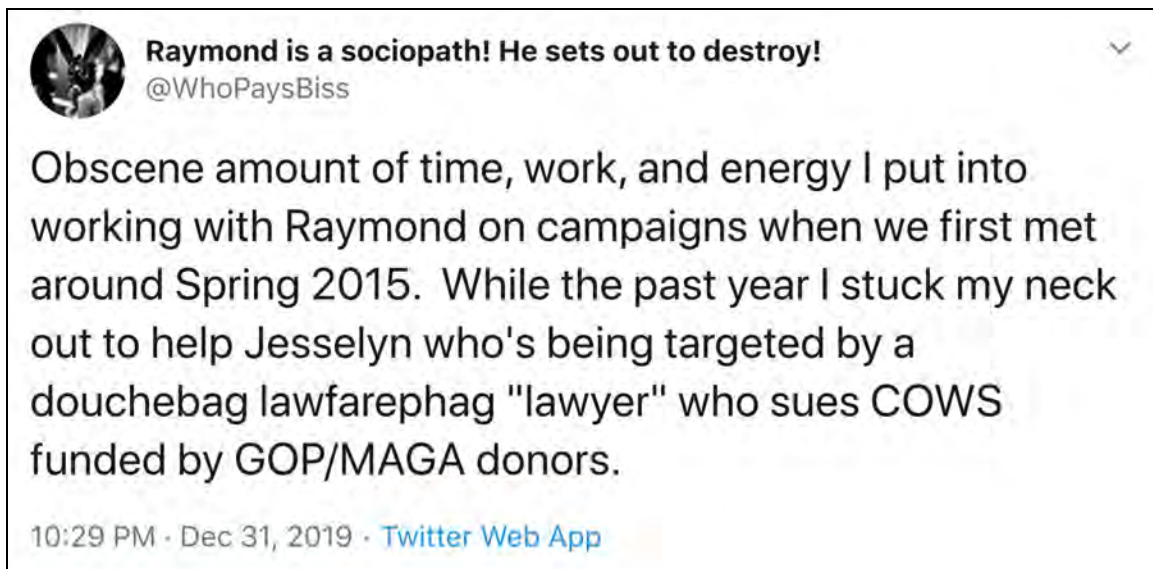 Raymond is a sociopath! He sets out to destroy!
@WhoPaysBiss
Obscene amount of time, work, and energy I put into
working with Raymond on campaigns when we first met
around Spring 2015.  While the past year I stuck my neck
out to help Jesselyn who's being targeted by a
douchebag lawfarephag "lawyer" who sues COWS
funded by GOP/MAGA donors.
10:29 PM · Dec 31, 2019 · Twitter Web App